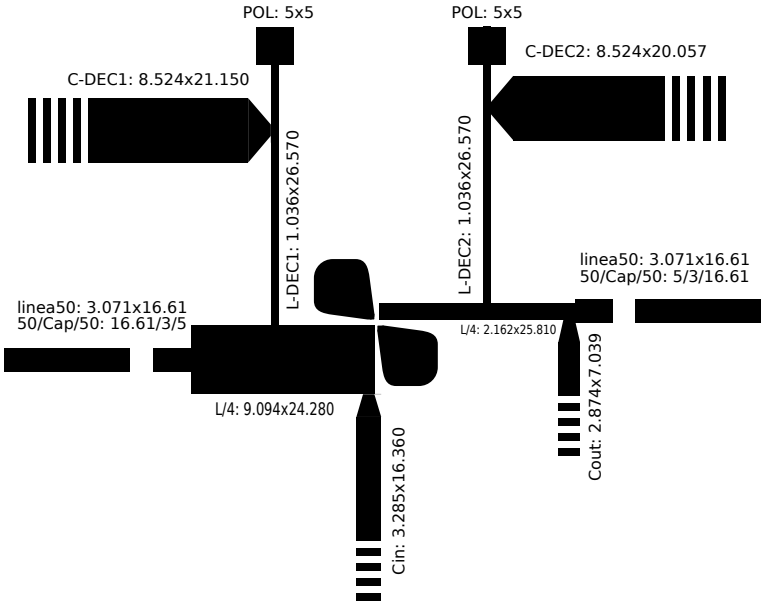 POL: 5x5
POL: 5x5
C-DEC1: 8.524x21.150
C-DEC2: 8.524x20.057
L-DEC1: 1.036x26.570
L-DEC2: 1.036x26.570
linea50: 3.071x16.61
50/Cap/50: 5/3/16.61
linea50: 3.071x16.61
50/Cap/50: 16.61/3/5
L/4: 2.162x25.810
L/4: 9.094x24.280
Cout: 2.874x7.039
Cin: 3.285x16.360